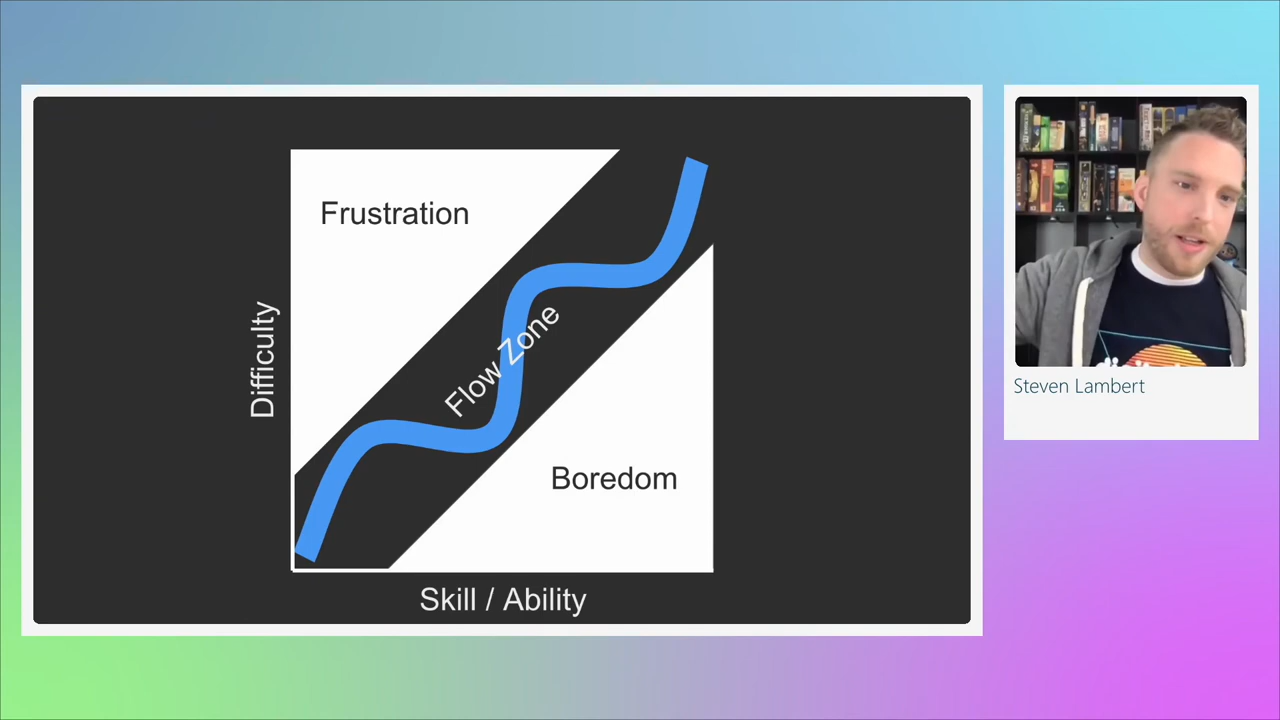 Frustration
Difficulty
Flow Zone
Boredom
Skill / Ability
Steven Lambert